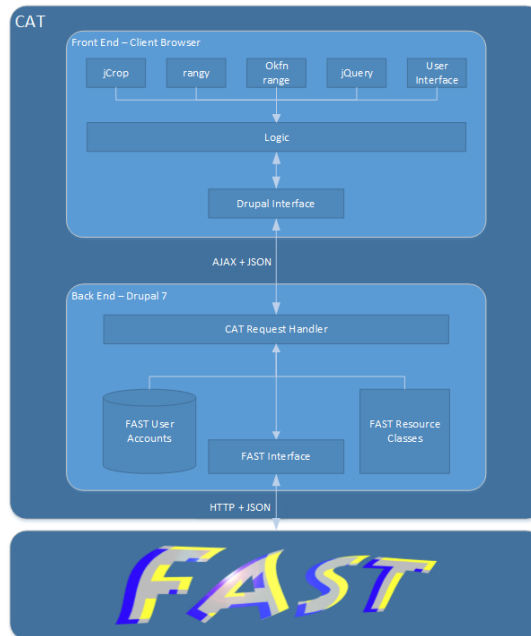 CAT
Front End – Client Browser
jCrop
rangy
Okfn
range
jQuery
User
Interface
Logic
Drupal Interface
AJAX + JSON
Back End – Drupal 7
CAT Request Handler
FAST User
Accounts
FAST Interface
FAST Resource
Classes
HTTP + JSON
FAST